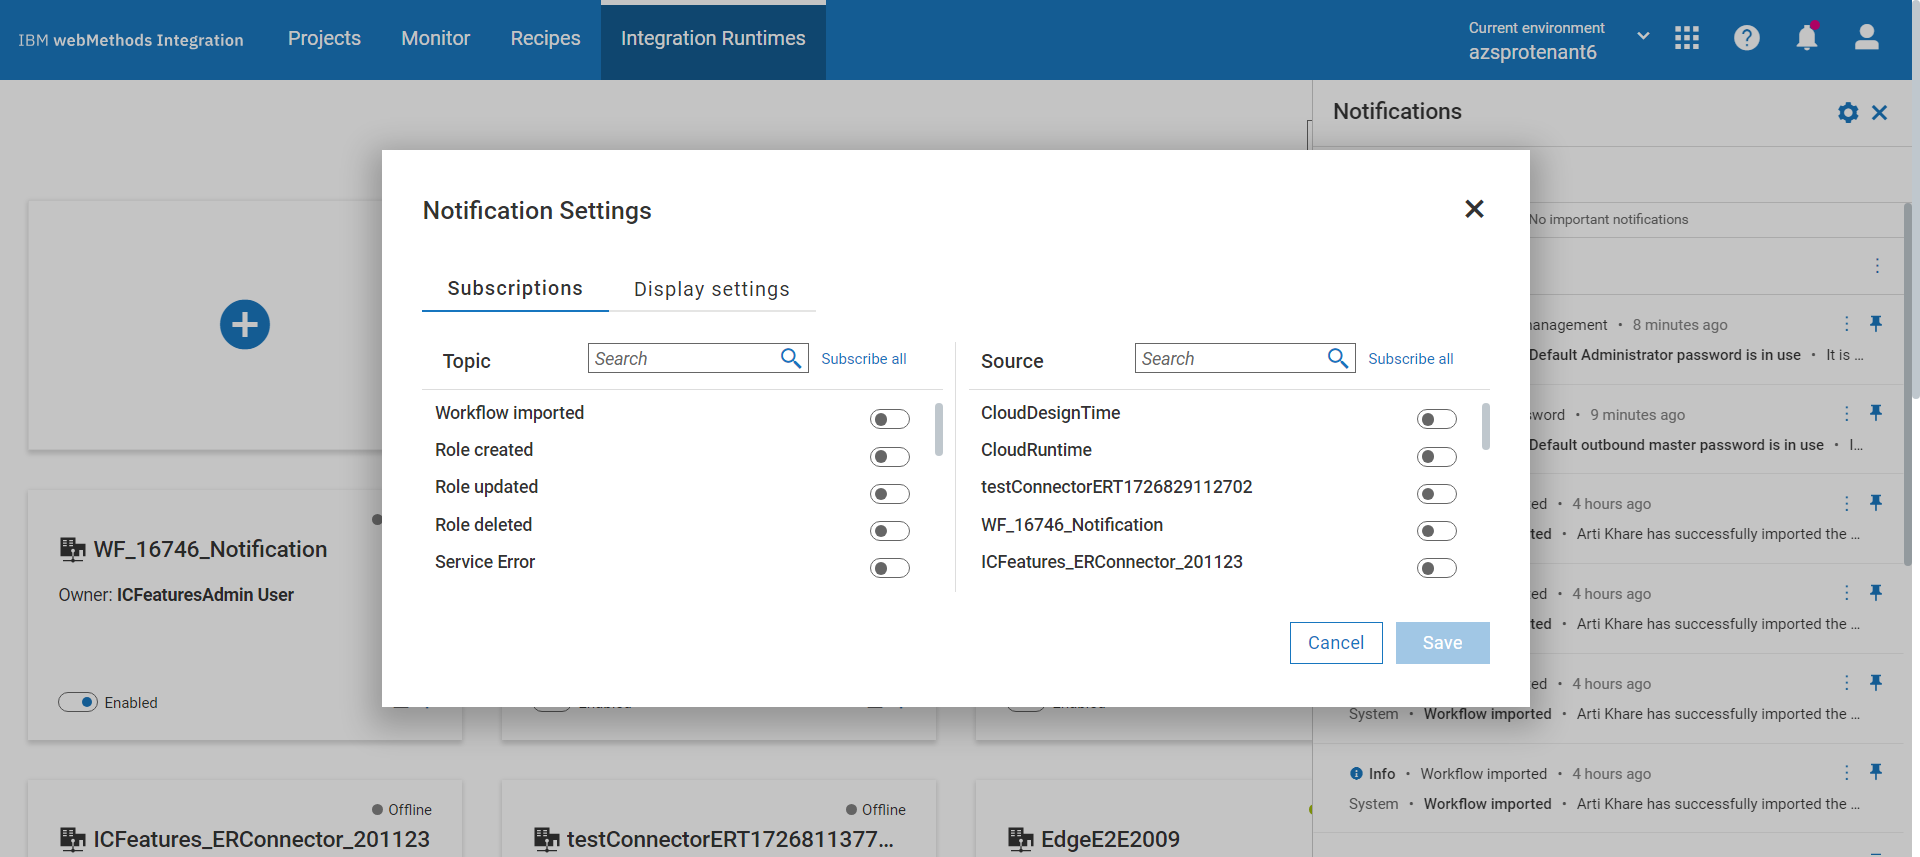 IBM webMethods Integration
Projects
Monitor
Recipes
Integration Runtimes
Current environment
azsprotenant6
Notifications
No important notifications
Notification Settings
Subscriptions
Display settings
Topic
Search
Subscribe all
Workflow imported
Role created
Role updated
Role deleted
Service Error
Source
Search
Subscribe all
CloudDesignTime
CloudRuntime
testConnectorERT1726829112702
WF_16746_Notification
ICFeatures_ERConnector_201123
Cancel
Save
anagement • 8 minutes ago
Default Administrator password is in use • It is ...
sword • 9 minutes ago
Default outbound master password is in use • I...
ed • 4 hours ago
ted • Arti Khare has successfully imported the ...
ed • 4 hours ago
ted • Arti Khare has successfully imported the ...
ed • 4 hours ago
System • Workflow imported • Arti Khare has successfully imported the ...
Info • Workflow imported • 4 hours ago
System • Workflow imported • Arti Khare has successfully imported the ...
WF_16746_Notification
Owner: ICFeaturesAdmin User
Enabled
Offline
ICFeatures_ERConnector_201123
Offline
testConnectorERT1726811377...
EdgeE2E2009